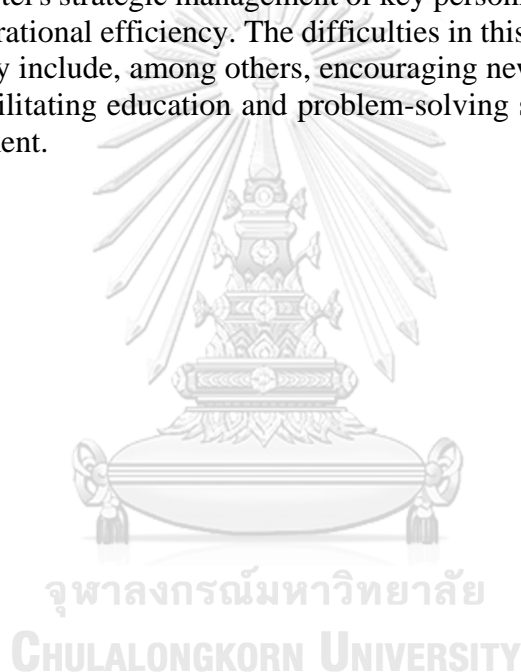 strategic management of key personn
rational efficiency. The difficulties in this
y include, among others, encouraging new
ilitating education and problem-solving s
ent.
จุฬาลงกรณ์มหาวิทยาลัย
CHULALONGKORN UNIVERSITY